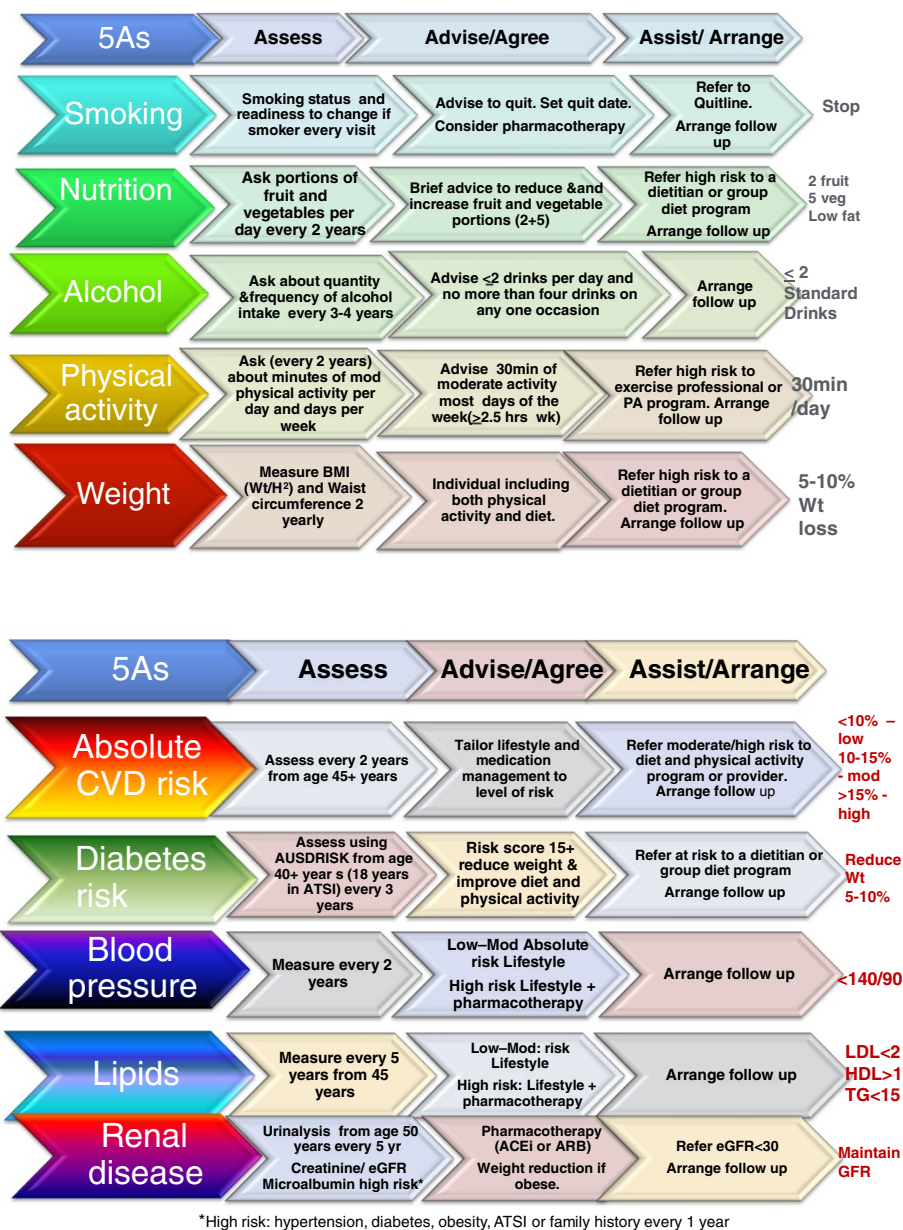 5As
Assess
Advise/Agree
Assist/ Arrange
Smoking
Smoking status and
readiness to change if
smoker every visit
Advise to quit. Set quit date.
Consider pharmacotherapy
Refer to
Quitline.
Arrange follow
up
Stop
Nutrition
Ask portions of
fruit and
vegetables per
day every 2 years
Brief advice to reduce &and
increase fruit and vegetable
portions (2+5)
Refer high risk to a
dietitian or group
diet program
Arrange follow up
2 fruit
5 veg
Low fat
Alcohol
Ask about quantity
&frequency of alcohol
intake every 3-4 years
Advise <2 drinks per day and
no more than four drinks on
any one occasion
Arrange
follow up
≤ 2
Standard
Drinks
Physical
activity
Ask (every 2 years)
about minutes of mod
physical activity per
day and days per
week
Advise 30min of
moderate activity
most days of the
week(≥2.5 hrs wk)
Refer high risk to
exercise professional or
PA program. Arrange
follow up
30min
/day
Weight
Measure BMI
(Wt/H²) and Waist
circumference 2
yearly
Individual including
both physical
activity and diet.
Refer high risk to a
dietitian or group
diet program.
Arrange follow up
5-10%
Wt
loss
5As
Assess
Advise/Agree
Assist/Arrange
Absolute
CVD risk
Assess every 2 years
from age 45+ years
Tailor lifestyle and
medication
management to
level of risk
Refer moderate/high risk to
diet and physical activity
program or provider.
Arrange follow up
<10% –
low
10-15%
- mod
>15% -
high
Diabetes
risk
Assess using
AUSDRISK from age
40+ year s (18 years
in ATSI) every 3
years
Risk score 15+
reduce weight &
improve diet and
physical activity
Refer at risk to a dietitian or
group diet program
Arrange follow up
Reduce
Wt
5-10%
Blood
pressure
Measure every 2
years
Low–Mod Absolute
risk Lifestyle
High risk Lifestyle +
pharmacotherapy
Arrange follow up
<140/90
Lipids
Measure every 5
years from 45
years
Low–Mod: risk
Lifestyle
High risk: Lifestyle +
pharmacotherapy
Arrange follow up
LDL<2
HDL>1
TG<15
Renal
disease
Urinalysis from age 50
years every 5 yr
Creatinine/ eGFR
Microalbumin high risk*
Pharmacotherapy
(ACEi or ARB)
Weight reduction if
obese.
Refer eGFR<30
Arrange follow up
Maintain
GFR
*High risk: hypertension, diabetes, obesity, ATSI or family history every 1 year